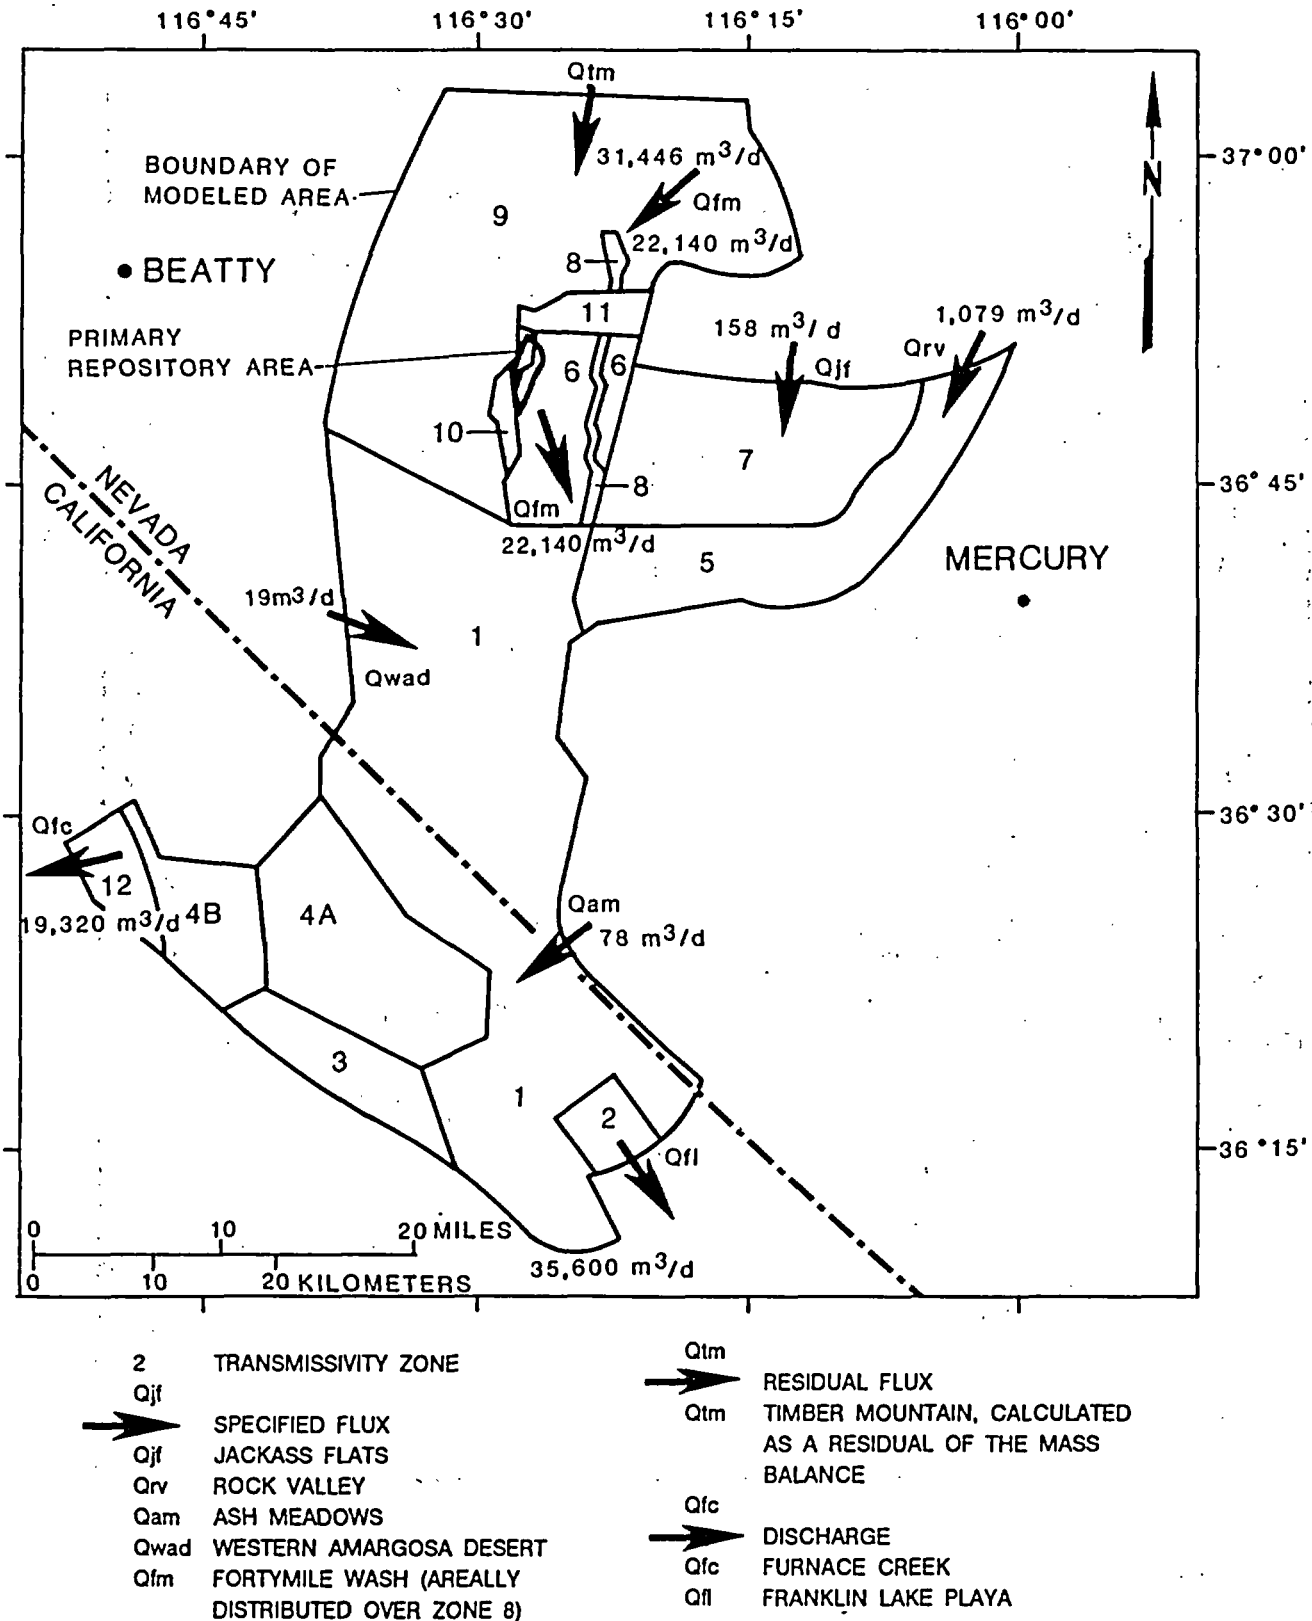 116°45' 116°30' 116°15' 116°00'
Qtm
31,446 m³/d
37°00'
BOUNDARY OF
MODELED AREA
N
9
Qfm
22,140 m³/d
8
BEATTY
11
158 m³/d
1,079 m³/d
PRIMARY
REPOSITORY AREA
Qrv
6
6
Qjf
10
7
8
36°45'
NEVADA
CALIFORNIA
Qfm
22,140 m³/d
5
MERCURY
19m³/d
1
Qwad
36°30'
Qfc
12
4B
4A
19,320 m³/d
Qam
78 m³/d
3
1
2
Qfl
36°15'
0 10 20 MILES
0 10 20 KILOMETERS
35,600 m³/d
2 TRANSMISSIVITY ZONE
Qjf
SPECIFIED FLUX
Qjf JACKASS FLATS
Qrv ROCK VALLEY
Qam ASH MEADOWS
Qwad WESTERN AMARGOSA DESERT
Qfm FORTYMILE WASH (AREALLY
DISTRIBUTED OVER ZONE 8)
Qtm
RESIDUAL FLUX
Qtm TIMBER MOUNTAIN, CALCULATED
AS A RESIDUAL OF THE MASS
BALANCE
Qfc
DISCHARGE
Qfc FURNACE CREEK
Qfl FRANKLIN LAKE PLAYA